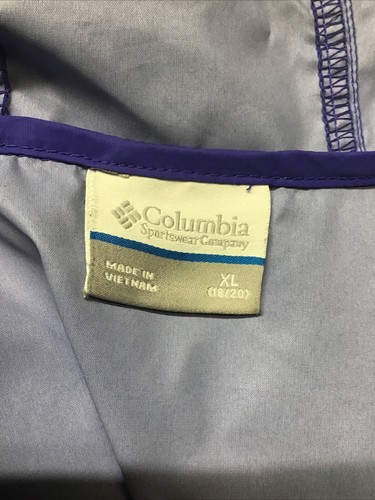 Columbia
Sportswear Company
MADE IN
VIETNAM
XL
(18/20)